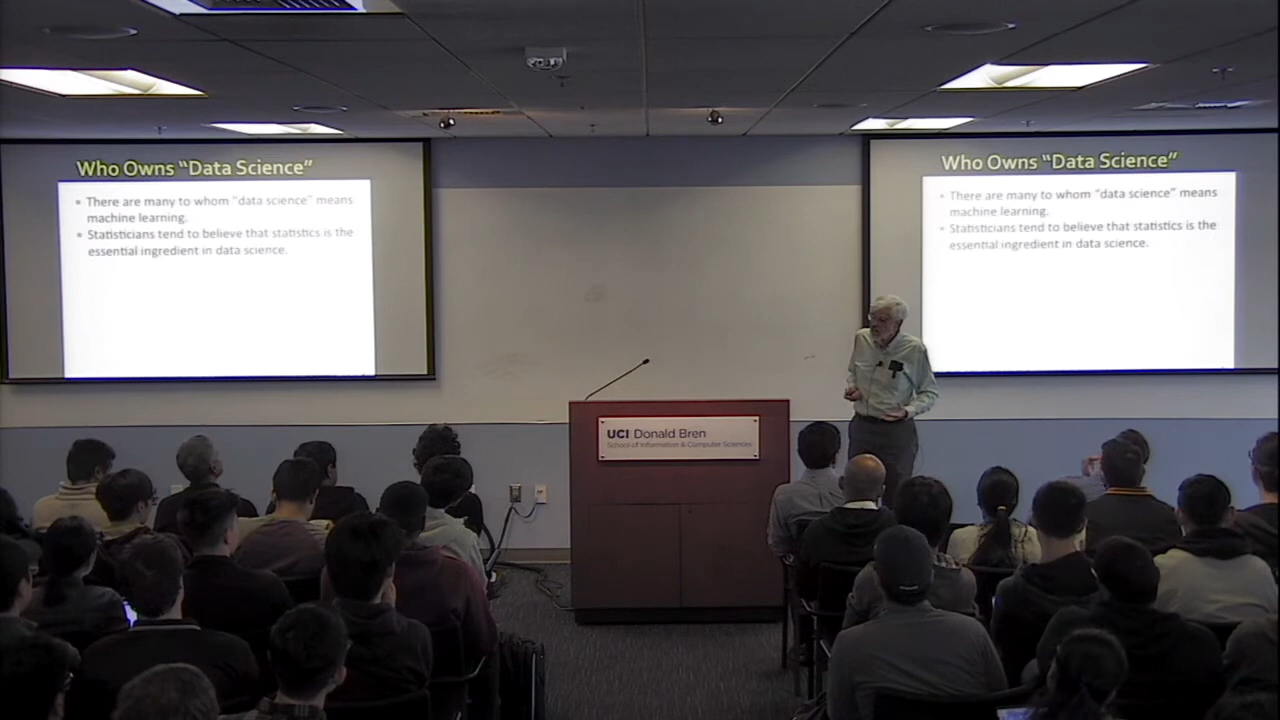 Who Owns “Data Science”
• There are many to whom “data science” means
machine learning.
• Statisticians tend to believe that statistics is the
essential ingredient in data science.
Who Owns “Data Science”
• There are many to whom “data science” means
machine learning.
• Statisticians tend to believe that statistics is the
essential ingredient in data science.
UCI Donald Bren
School of Information & Computer Sciences